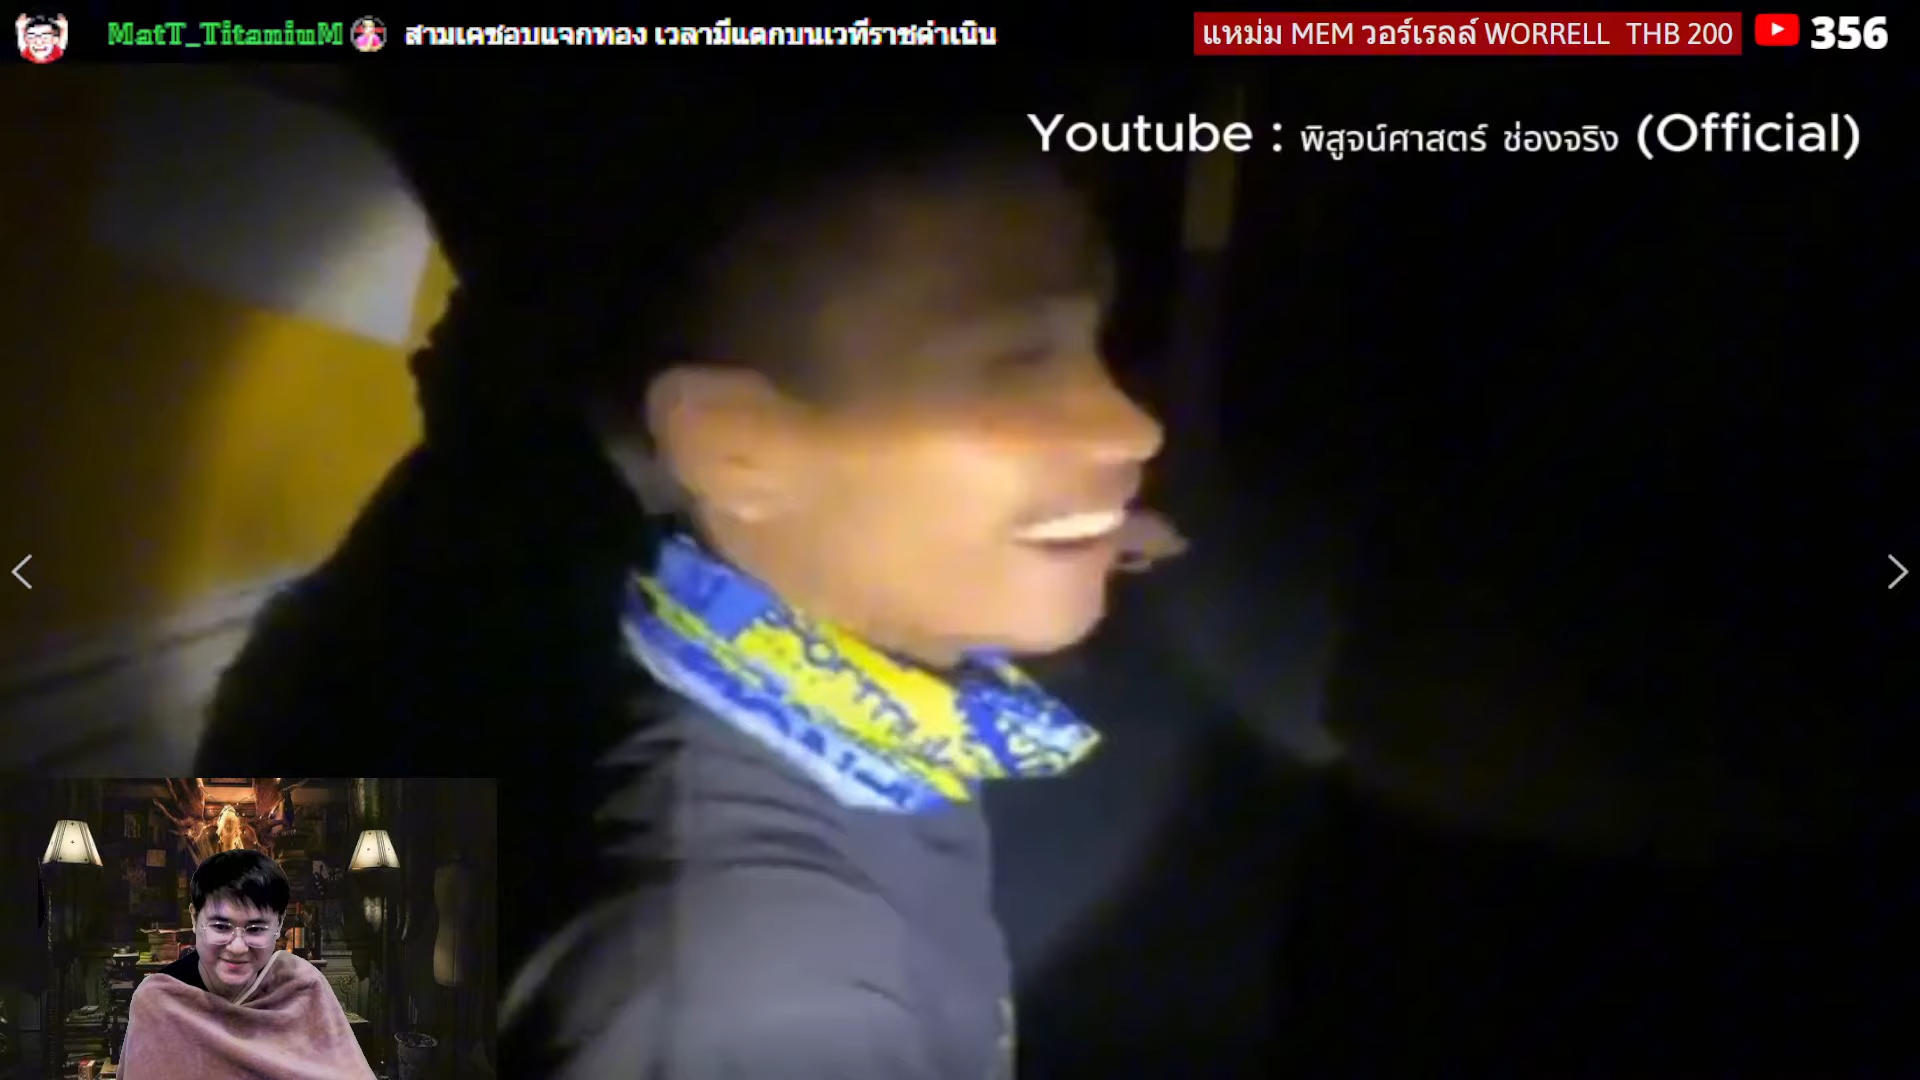 MatT_TitaniuM สามเคชอบแจกทอง เวลามีแดกบนเวทีราชดำเนิน
แหม่ม MEM วอร์เรลล์ WORRELL THB 200
356
Youtube : พิสูจน์ศาสตร์ ช่องจริง (Official)